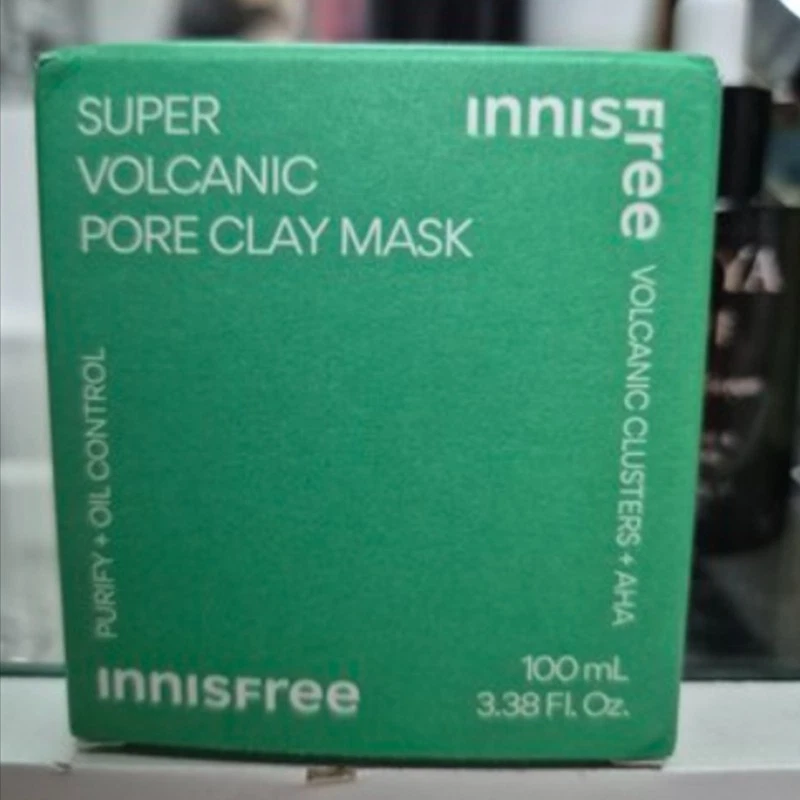 SUPER
VOLCANIC
PORE CLAY MASK
innisfree
VOLCANIC CLUSTERS + AHA
PURIFY + OIL CONTROL
innisfree
100 mL
3.38 Fl. Oz.
YA